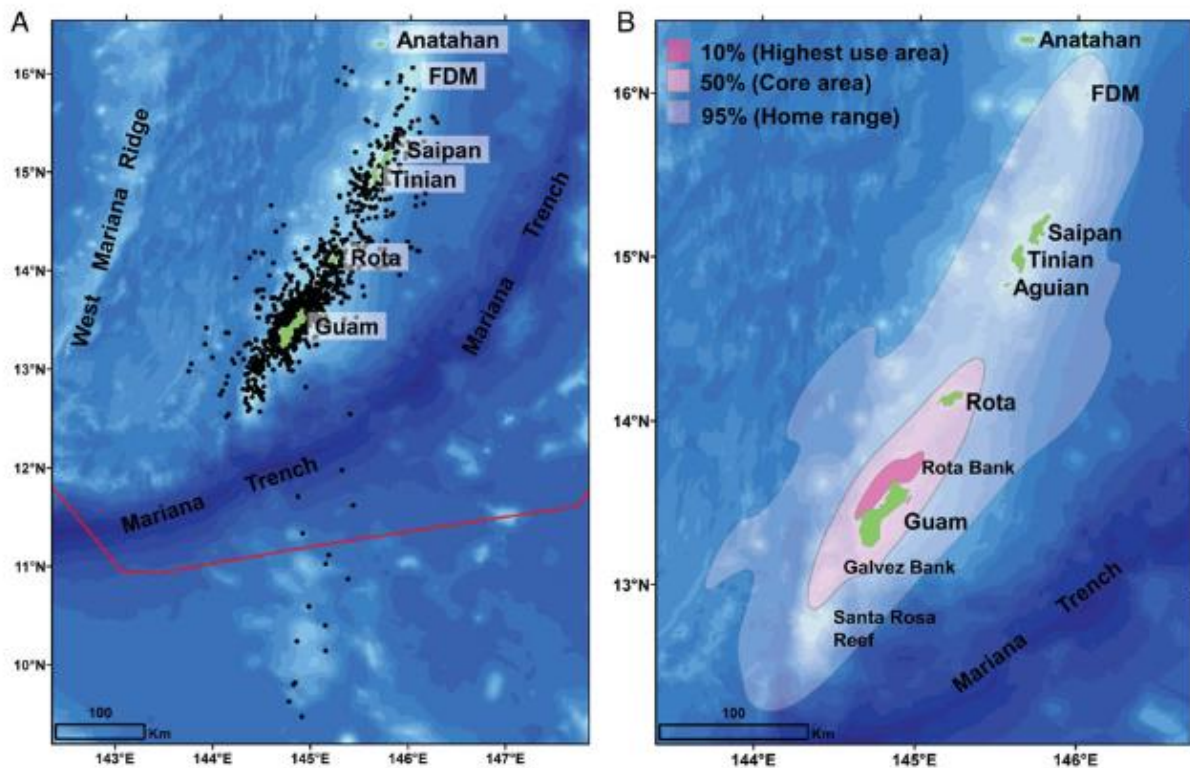 A
Anatahan
16°N
FDM
West Mariana Ridge
Saipan
15°N
Tinian
Mariana Trench
Rota
14°N
Guam
13°N
12°N
Mariana Trench
11°N
10°N
100
Km
143°E
144°E
145°E
146°E
147°E
B
10% (Highest use area)
50% (Core area)
95% (Home range)
Anatahan
16°N
FDM
Saipan
15°N
Tinian
Aguian
Rota
14°N
Rota Bank
Guam
Galvez Bank
13°N
Santa Rosa
Reef
Mariana Trench
100
Km
144°E
145°E
146°E